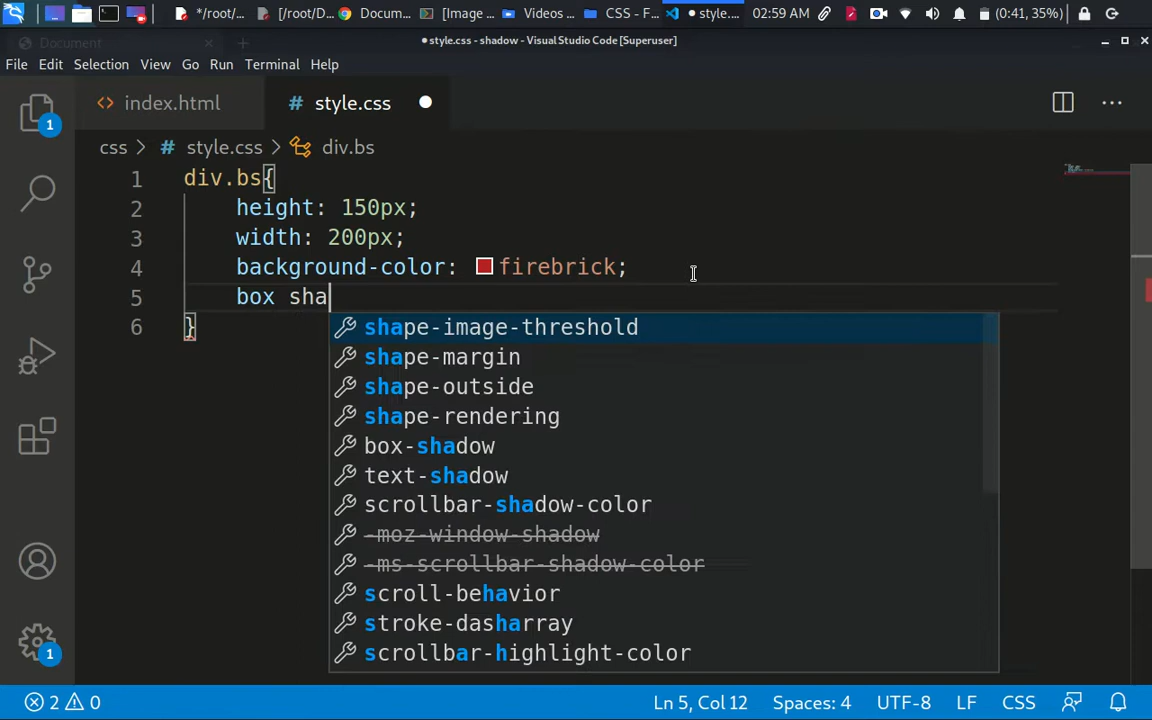 */root/... [/root/D... Docum... [Image ... Videos ... CSS - F... style.... 02:59 AM (0:41, 35%)
Document
style.css - shadow - Visual Studio Code [Superuser]
File Edit Selection View Go Run Terminal Help
index.html # style.css
1
css > # style.css > div.bs
1 div.bs{
2 height: 150px;
3 width: 200px;
4 background-color: firebrick;
5 box sha
6 }
shape-image-threshold
shape-margin
shape-outside
shape-rendering
box-shadow
text-shadow
scrollbar-shadow-color
-moz-window-shadow
-ms-scrollbar-shadow-color
scroll-behavior
stroke-dasharray
scrollbar-highlight-color
1
2 0 Ln 5, Col 12 Spaces: 4 UTF-8 LF CSS